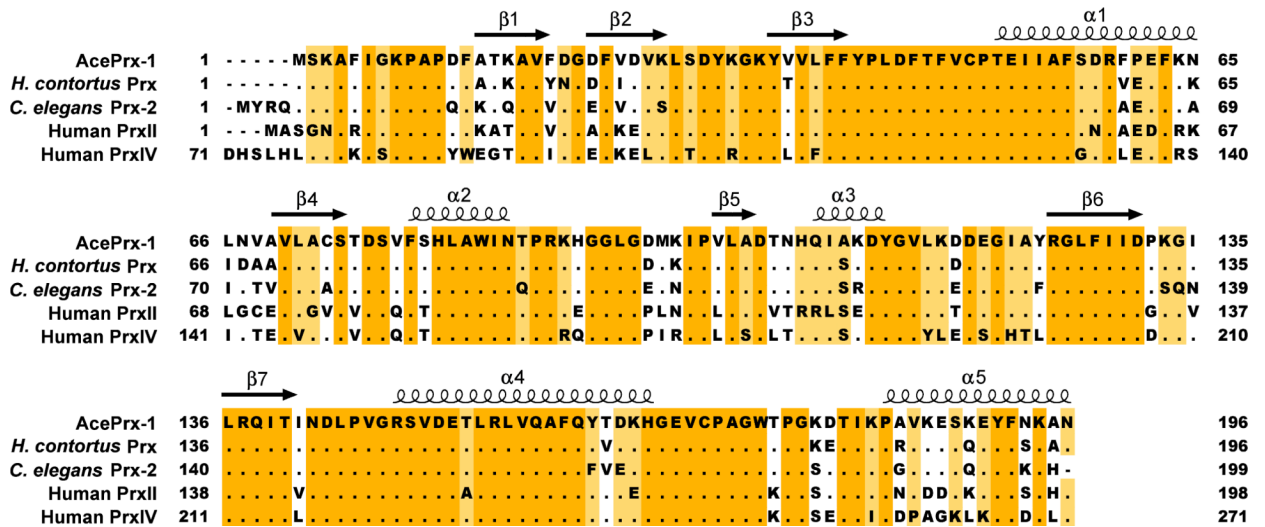 β1 β2 β3 α1
AcePrx-1 1 -----MSKAFIGKPAPDFATKAVFDGDFVDVKLSDYKGKYVVLFFYPLDFTFVCPTEIIAFSDRFPEFKN 65
H. contortus Prx 1 -----.............A.K..YN.D.I...........T.......................VE...K 65
C. elegans Prx-2 1 -MYRQ...........Q.K.Q..V..E.V..S................................AE...A 69
Human PrxII 1 ---MASGN.R........KAT..V..A.KE................................N.AED.RK 67
Human PrxIV 71 DHSLHL...K.S....YWEGT..I..E.KEL..T..R...L.F..................G..LE..RS 140
β4 α2 β5 α3 β6
AcePrx-1 66 LNVAVLACSTDSVFSHLAWINTPRKHGGLGDMKIPVLADTNHQIAKDYGVLKDDEGIAYRGLFIIDPKGI 135
H. contortus Prx 66 IDAA..........................D.K...........S.......D................. 135
C. elegans Prx-2 70 I.TV...A.............Q........E.N...........SR......E.....F........SQN 139
Human PrxII 68 LGCE..GV.V..Q.T..........E....PLN..L...VTRRLSE......T.............G..V 137
Human PrxIV 141 I.TE.V...V..Q.T.........RQ....PIR..L.S.LT...S.....YLE.S.HTL.......D... 210
β7 α4 α5
AcePrx-1 136 LRQITINDLPVGRSVDETLRLVQAFQYTDKHGEVCPAGWTPGKDTIKPAVKESKEYFNKAN 196
H. contortus Prx 136 ...........................V..............KE....R....Q...S.A. 196
C. elegans Prx-2 140 ..........................FVE.............S.....G....Q...K.H- 199
Human PrxII 138 .....V...........A...........E.........K..S.....N.DD.K...S.H. 198
Human PrxIV 211 .....L.................................K..SE..I.DPAGKLK..D.L. 271